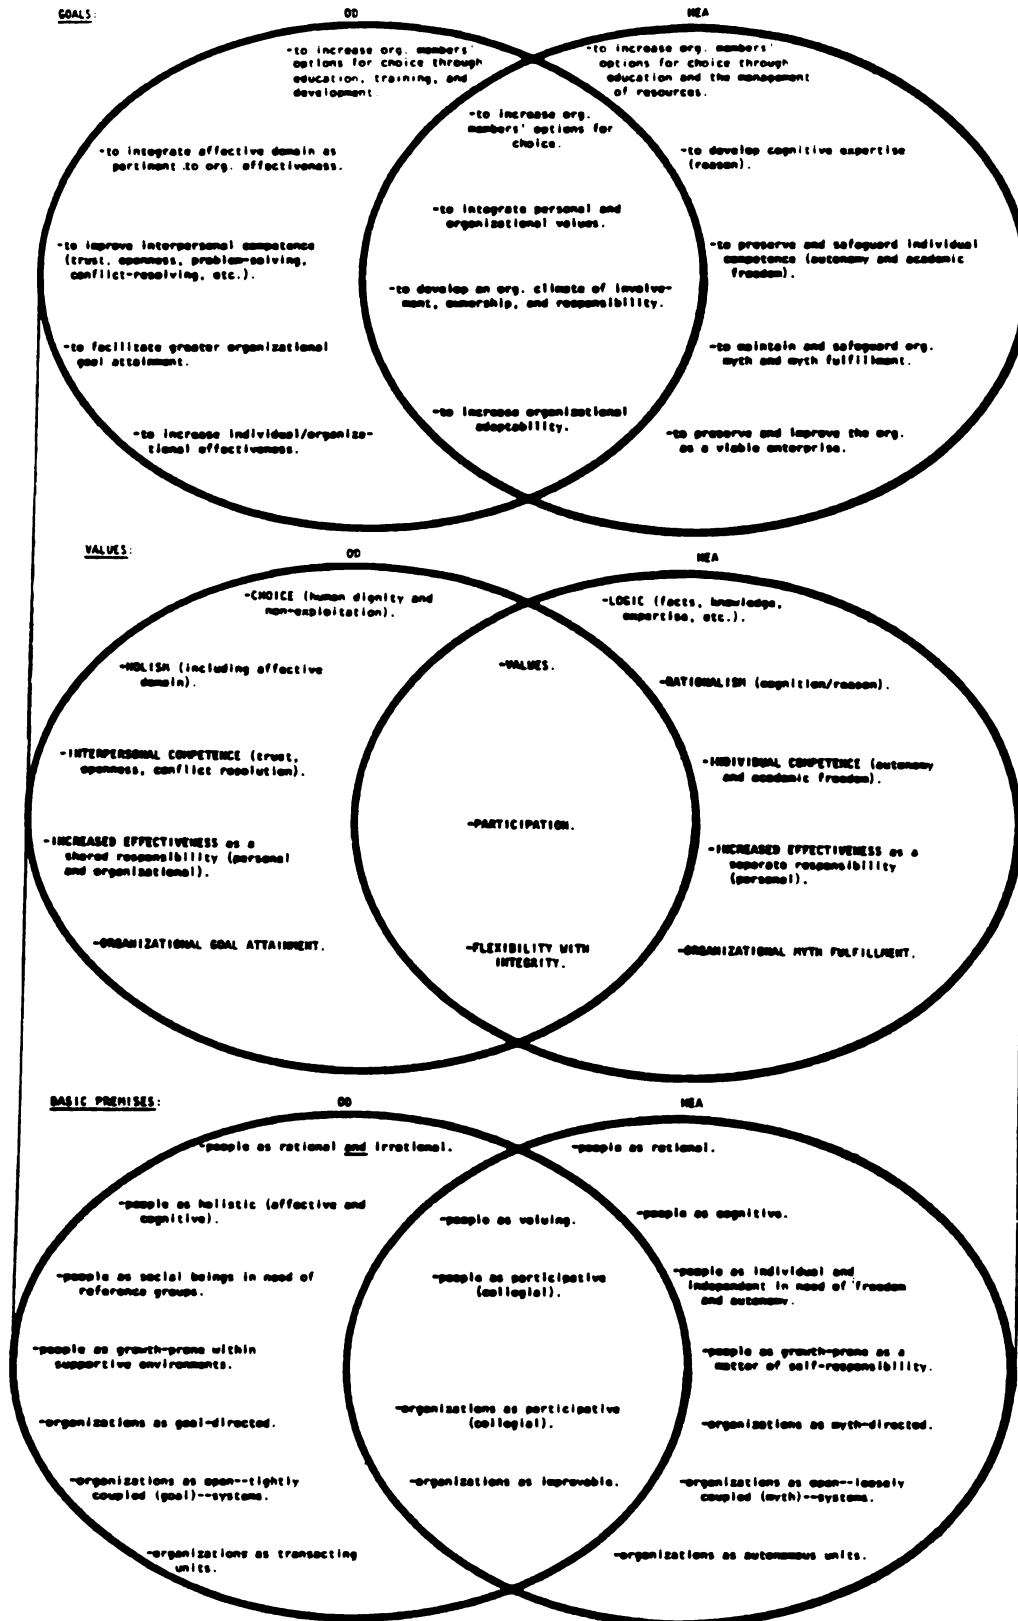 GOALS:
OD
HEA
-to increase org. members'
options for choice through
education, training, and
development.
-to increase org. members'
options for choice through
education and the management
of resources.
-to increase org.
members' options for
choice.
-to integrate affective domain as
pertinent to org. effectiveness.
-to develop cognitive expertise
(reason).
-to integrate personal and
organizational values.
-to improve interpersonal competence
(trust, openness, problem-solving,
conflict-resolving, etc.).
-to preserve and safeguard individual
competence (autonomy and academic
freedom).
-to develop an org. climate of involve-
ment, ownership, and responsibility.
-to facilitate greater organizational
goal attainment.
-to maintain and safeguard org.
myth and myth fulfillment.
-to increase organizational
adaptability.
-to increase individual/organiza-
tional effectiveness.
-to preserve and improve the org.
as a viable enterprise.
VALUES:
OD
HEA
-CHOICE (human dignity and
non-exploitation).
-LOGIC (facts, knowledge,
expertise, etc.).
-HOLISM (including affective
domain).
-VALUES.
-RATIONALISM (cognition/reason).
-INTERPERSONAL COMPETENCE (trust,
openness, conflict resolution).
-INDIVIDUAL COMPETENCE (autonomy
and academic freedom).
-PARTICIPATION.
-INCREASED EFFECTIVENESS as a
shared responsibility (personal
and organizational).
-INCREASED EFFECTIVENESS as a
separate responsibility
(personal).
-ORGANIZATIONAL GOAL ATTAINMENT.
-FLEXIBILITY WITH
INTEGRITY.
-ORGANIZATIONAL MYTH FULFILLMENT.
BASIC PREMISES:
OD
HEA
-people as rational and irrational.
-people as rational.
-people as holistic (affective and
cognitive).
-people as valuing.
-people as cognitive.
-people as social beings in need of
reference groups.
-people as participative
(collegial).
-people as individual and
independent in need of freedom
and autonomy.
-people as growth-prone within
supportive environments.
-people as growth-prone as a
matter of self-responsibility.
-organizations as goal-directed.
-organizations as participative
(collegial).
-organizations as myth-directed.
-organizations as open--tightly
coupled (goal)--systems.
-organizations as improvable.
-organizations as open--loosely
coupled (myth)--systems.
-organizations as transacting
units.
-organizations as autonomous units.